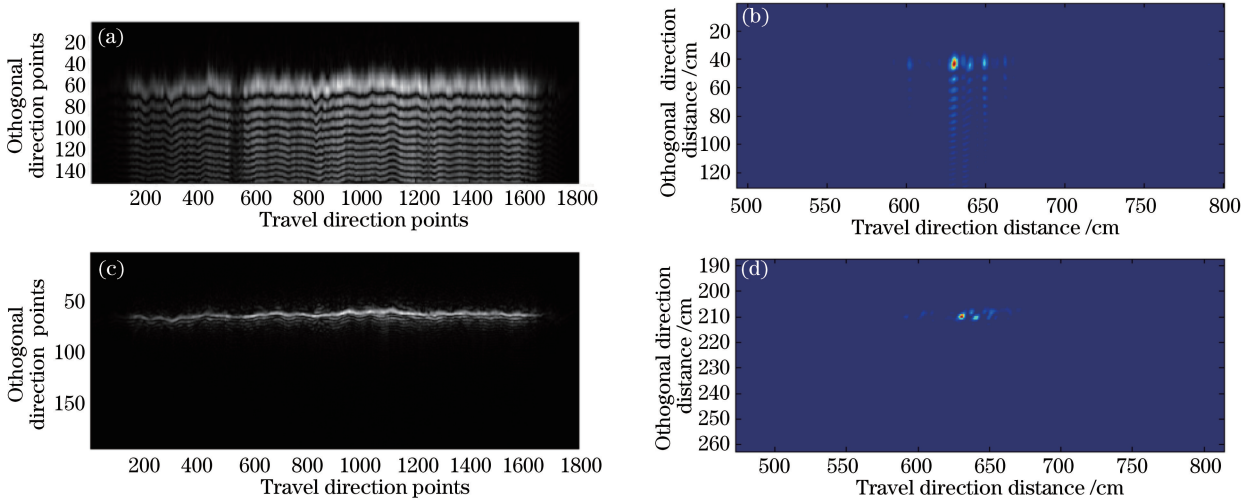 (a)
Othogonal
direction points
20
40
60
80
100
120
140
200 400 600 800 1000 1200 1400 1600 1800
Travel direction points
(b)
Othogonal direction
distance /cm
20
40
60
80
100
120
500 550 600 650 700 750 800
Travel direction distance /cm
(c)
Othogonal
direction points
50
100
150
200 400 600 800 1000 1200 1400 1600 1800
Travel direction points
(d)
Othogonal direction
distance /cm
190
200
210
220
230
240
250
260
500 550 600 650 700 750 800
Travel direction distance /cm